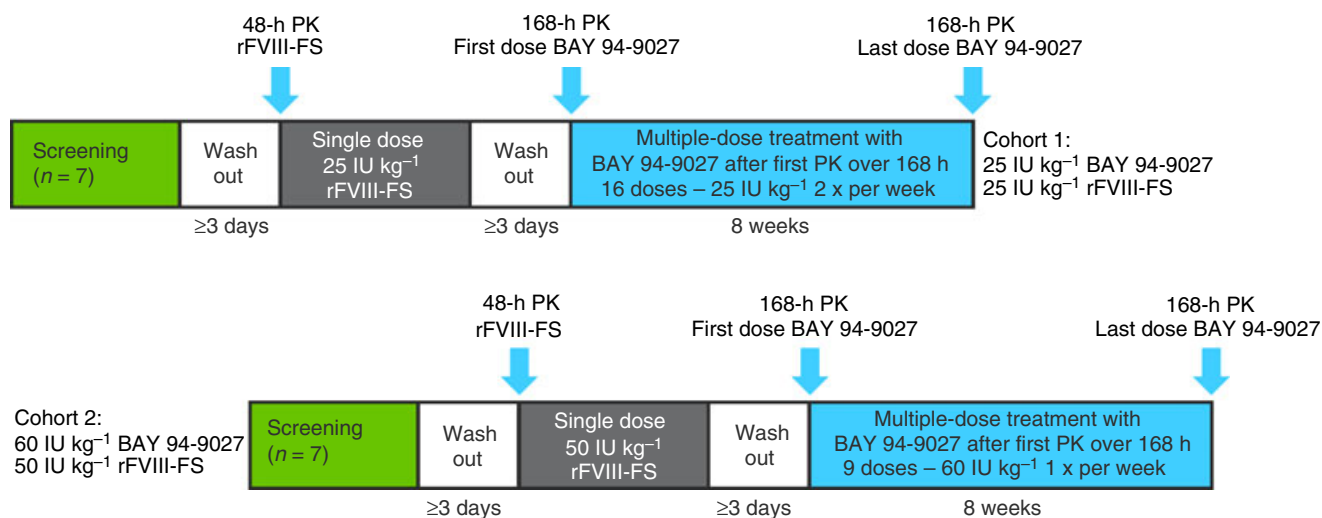 48-h PK
rFVIII-FS
168-h PK
First dose BAY 94-9027
168-h PK
Last dose BAY 94-9027
Screening
(n = 7)
Wash
out
Single dose
25 IU kg⁻¹
rFVIII-FS
Wash
out
Multiple-dose treatment with
BAY 94-9027 after first PK over 168 h
16 doses – 25 IU kg⁻¹ 2 x per week
Cohort 1:
25 IU kg⁻¹ BAY 94-9027
25 IU kg⁻¹ rFVIII-FS
≥3 days
≥3 days
8 weeks
48-h PK
rFVIII-FS
168-h PK
First dose BAY 94-9027
168-h PK
Last dose BAY 94-9027
Cohort 2:
60 IU kg⁻¹ BAY 94-9027
50 IU kg⁻¹ rFVIII-FS
Screening
(n = 7)
Wash
out
Single dose
50 IU kg⁻¹
rFVIII-FS
Wash
out
Multiple-dose treatment with
BAY 94-9027 after first PK over 168 h
9 doses – 60 IU kg⁻¹ 1 x per week
≥3 days
≥3 days
8 weeks